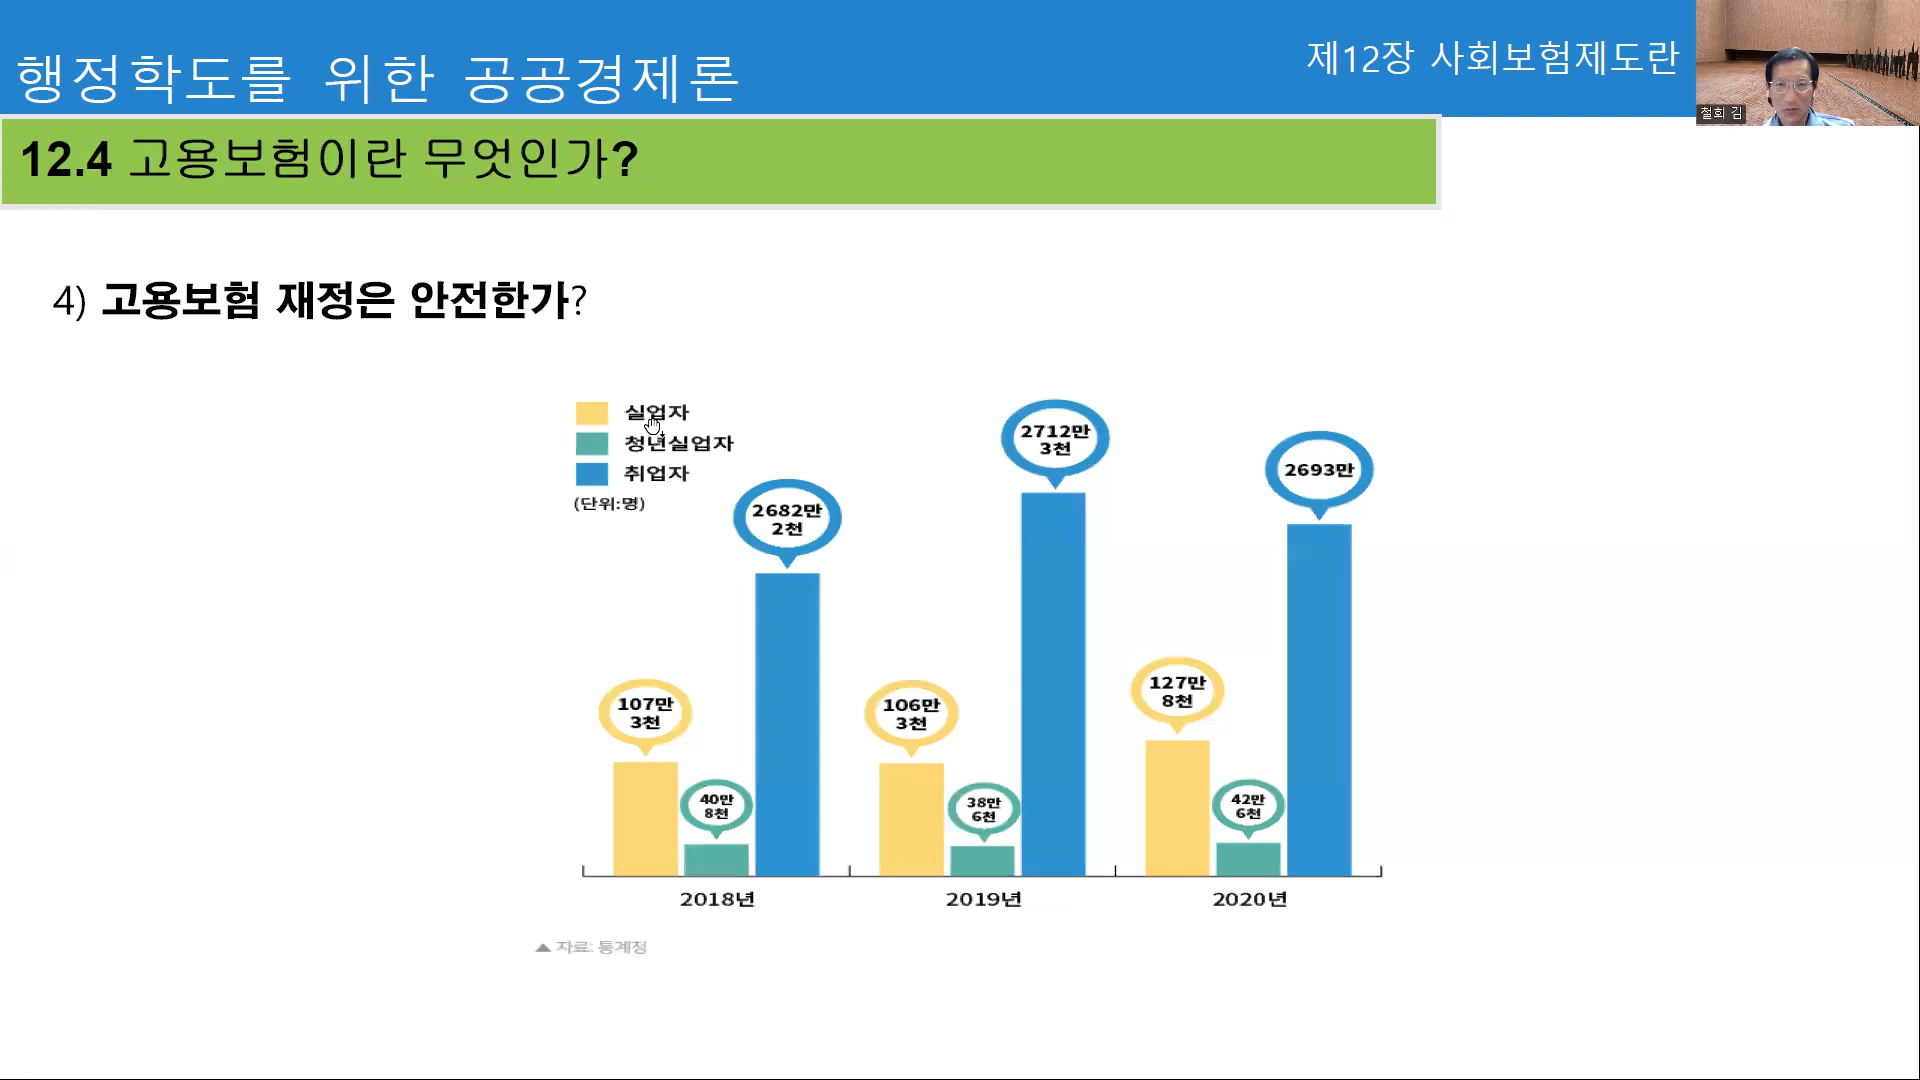 행정학도를 위한 공공경제론
제12장 사회보험제도란
철희 김
12.4 고용보험이란 무엇인가?
4) 고용보험 재정은 안전한가?
실업자
청년실업자
취업자
(단위:명)
107만
3천
40만
8천
2682만
2천
106만
3천
38만
6천
2712만
3천
127만
8천
42만
6천
2693만
2018년
2019년
2020년
▲ 자료: 통계청